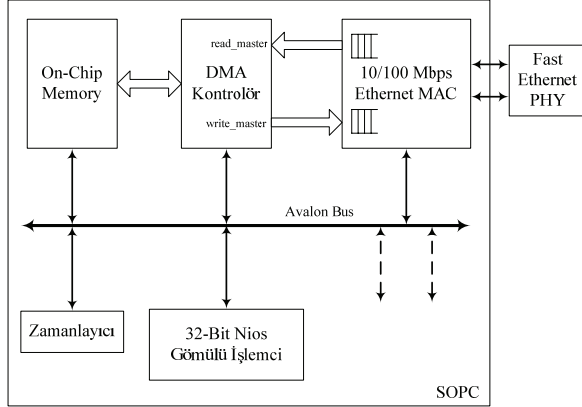 On-Chip
Memory
read_master
DMA
Kontrolör
write_master
10/100 Mbps
Ethernet MAC
Fast
Ethernet
PHY
Avalon Bus
Zamanlayıcı
32-Bit Nios
Gömülü İşlemci
SOPC